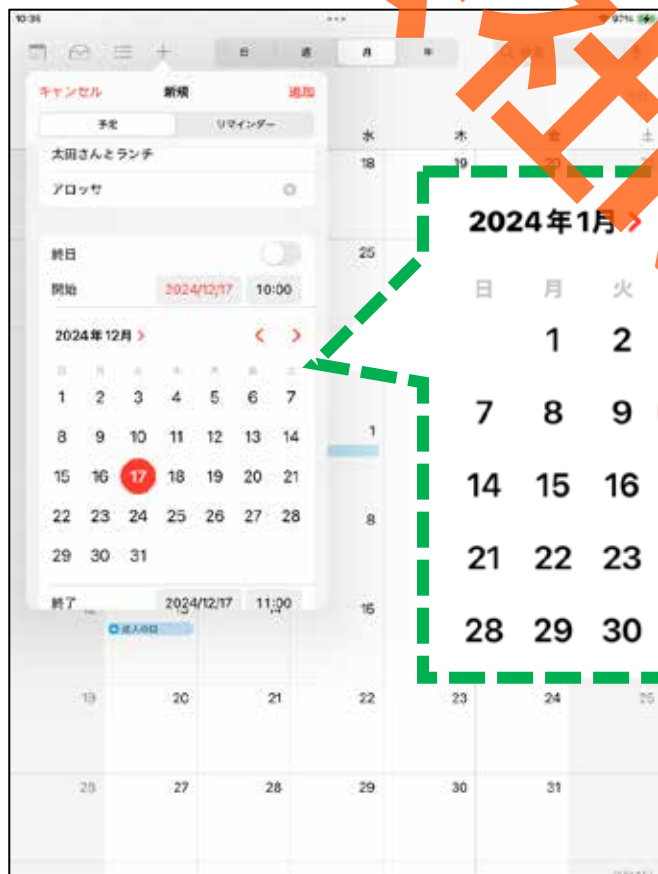 10:35
97%
日 週 月 年
キャンセル 新規 追加
予定 リマインダー
太田さんとランチ
アロッサ
終日
開始 2024/12/17 10:00
2024年12月 >
1 2 3 4 5 6 7
8 9 10 11 12 13 14
15 16 17 18 19 20 21
22 23 24 25 26 27 28
29 30 31
終了 2024/12/17 11:00
水 木 金 土
18 19 20
25
1
8
16
成人の日
19 20 21 22 23 24 25
27 28 29 30 31
2024年1月 >
日 月 火
1 2
7 8 9
14 15 16
21 22 23
28 29 30
社